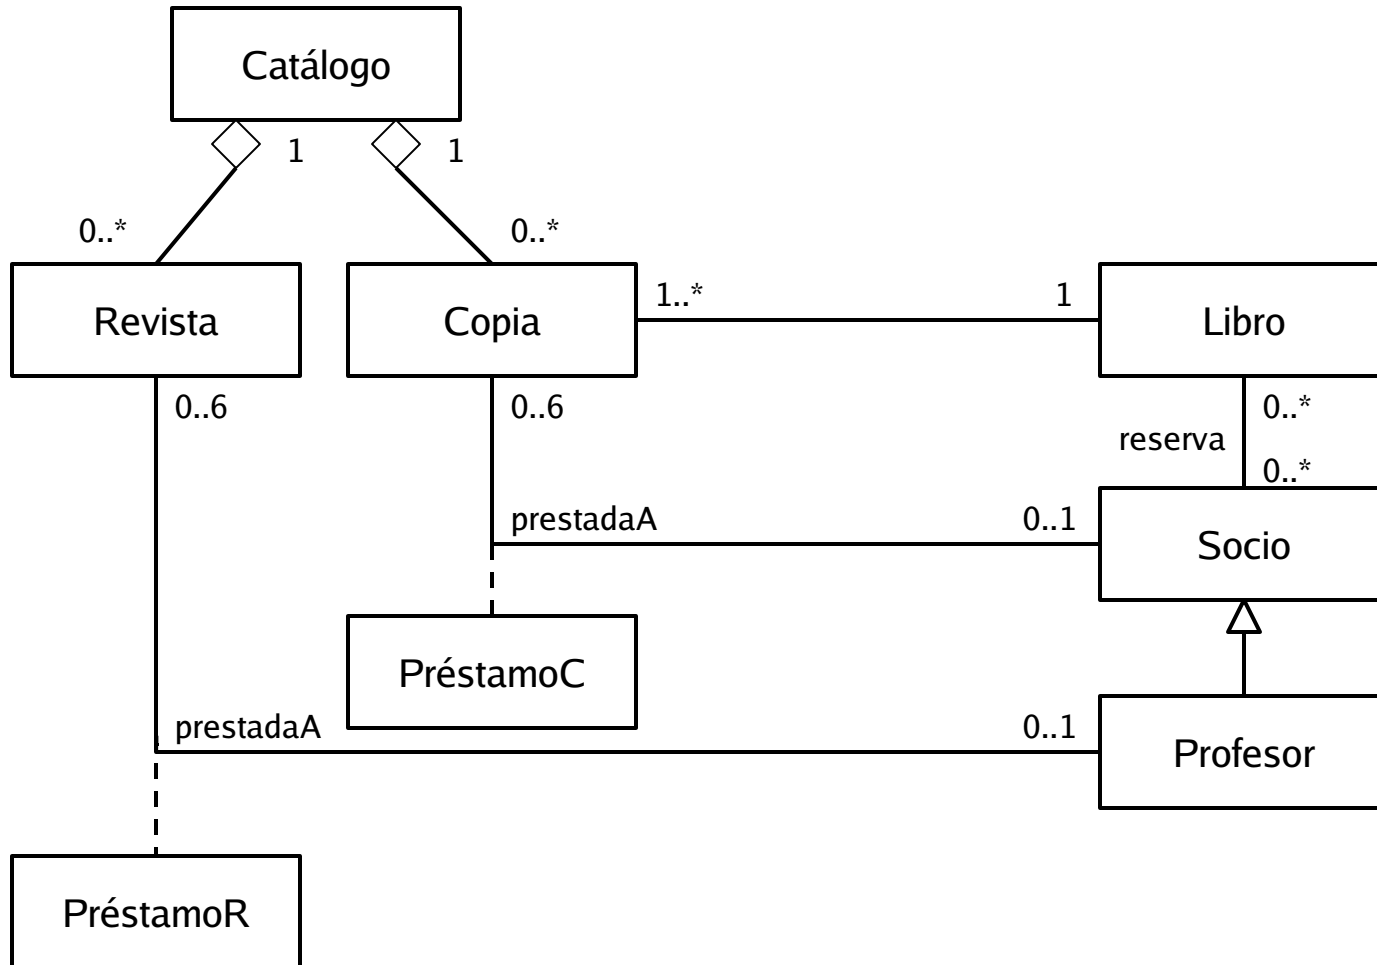 Catálogo
1
1
0..*
0..*
Revista
Copia
1..*
1
Libro
0..6
0..6
0..*
reserva
0..*
prestadaA
0..1
Socio
PréstamoC
prestadaA
0..1
Profesor
PréstamoR